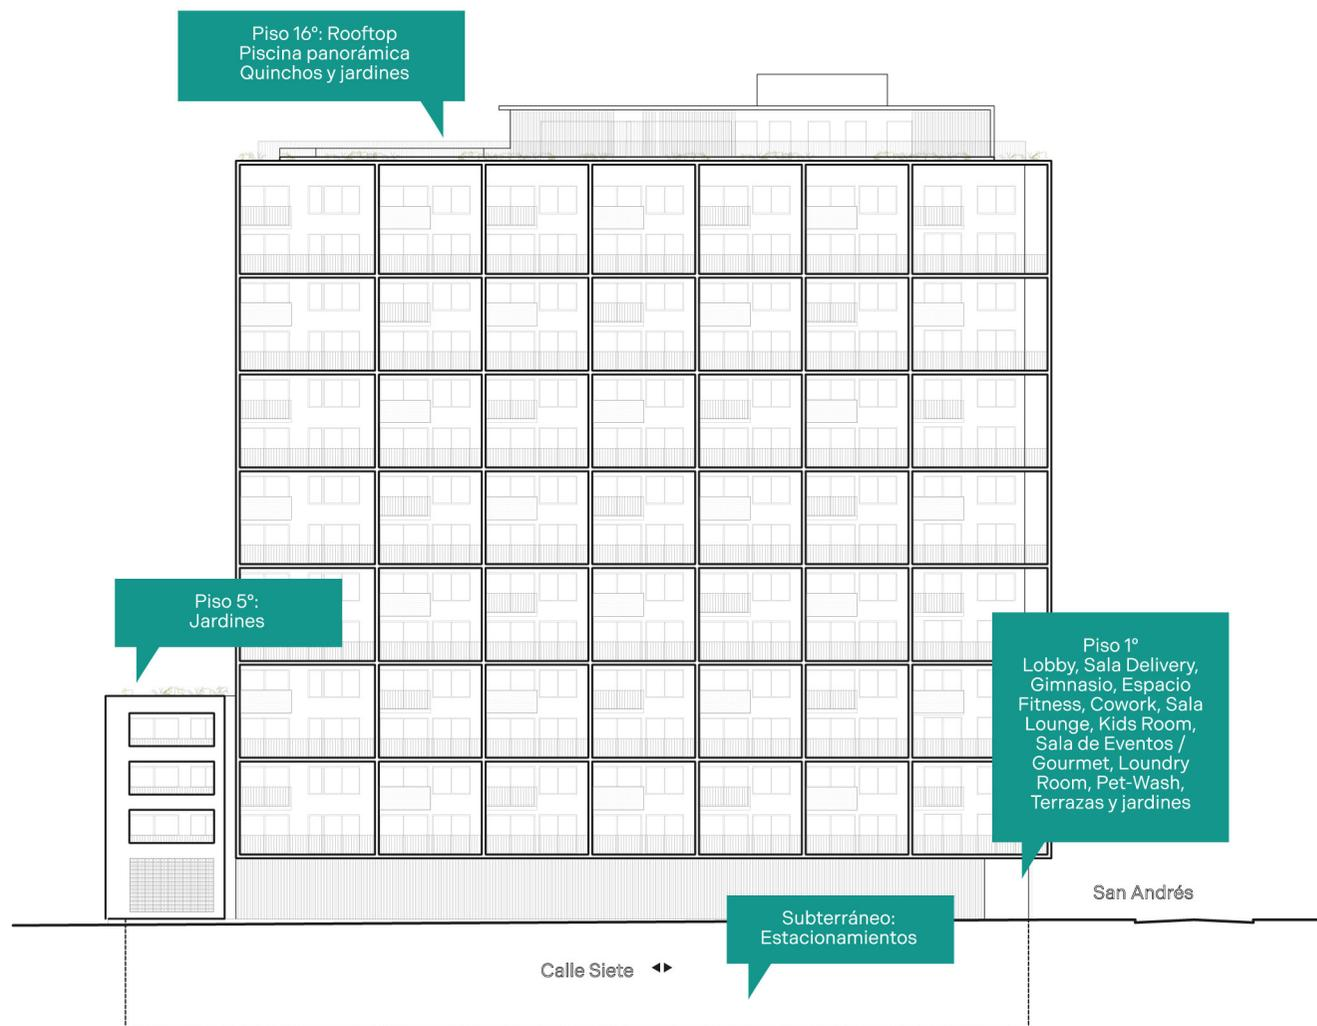 Piso 16°: Rooftop
Piscina panorámica
Quinchos y jardines
Piso 5°:
Jardines
Piso 1°
Lobby, Sala Delivery,
Gimnasio, Espacio
Fitness, Cowork, Sala
Lounge, Kids Room,
Sala de Eventos /
Gourmet, Loundry
Room, Pet-Wash,
Terrazas y jardines
San Andrés
Subterráneo:
Estacionamientos
Calle Siete